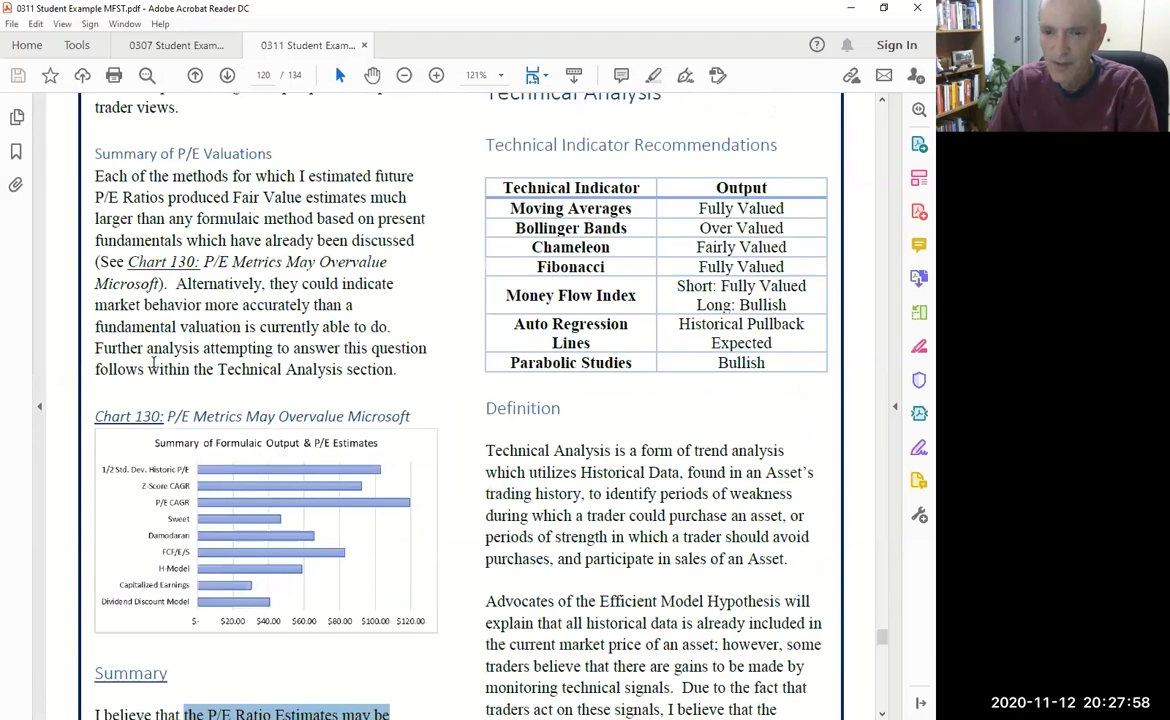 0311 Student Example MFST.pdf - Adobe Acrobat Reader DC
File Edit View Sign Window Help
Home Tools 0307 Student Exam... 0311 Student Exam... × Sign In
120 / 134 121%
trader views.
Summary of P/E Valuations
Each of the methods for which I estimated future
P/E Ratios produced Fair Value estimates much
larger than any formulaic method based on present
fundamentals which have already been discussed
(See Chart 130: P/E Metrics May Overvalue
Microsoft). Alternatively, they could indicate
market behavior more accurately than a
fundamental valuation is currently able to do.
Further analysis attempting to answer this question
follows within the Technical Analysis section.
Chart 130: P/E Metrics May Overvalue Microsoft
Summary of Formulaic Output & P/E Estimates
1/2 Std. Dev. Historic P/E
Z-Score CAGR
P/E CAGR
Sweet
Damodaran
FCF/E/S
H-Model
Capitalized Earnings
Dividend Discount Model
$- $20.00 $40.00 $60.00 $80.00 $100.00 $120.00
Summary
I believe that the P/E Ratio Estimates may be
Technical Analysis
Technical Indicator Recommendations
Technical Indicator Output
Moving Averages Fully Valued
Bollinger Bands Over Valued
Chameleon Fairly Valued
Fibonacci Fully Valued
Money Flow Index Short: Fully Valued
Long: Bullish
Auto Regression Historical Pullback
Lines Expected
Parabolic Studies Bullish
Definition
Technical Analysis is a form of trend analysis
which utilizes Historical Data, found in an Asset's
trading history, to identify periods of weakness
during which a trader could purchase an asset, or
periods of strength in which a trader should avoid
purchases, and participate in sales of an Asset.
Advocates of the Efficient Model Hypothesis will
explain that all historical data is already included in
the current market price of an asset; however, some
traders believe that there are gains to be made by
monitoring technical signals. Due to the fact that
traders act on these signals, I believe that the
2020-11-12 20:27:58